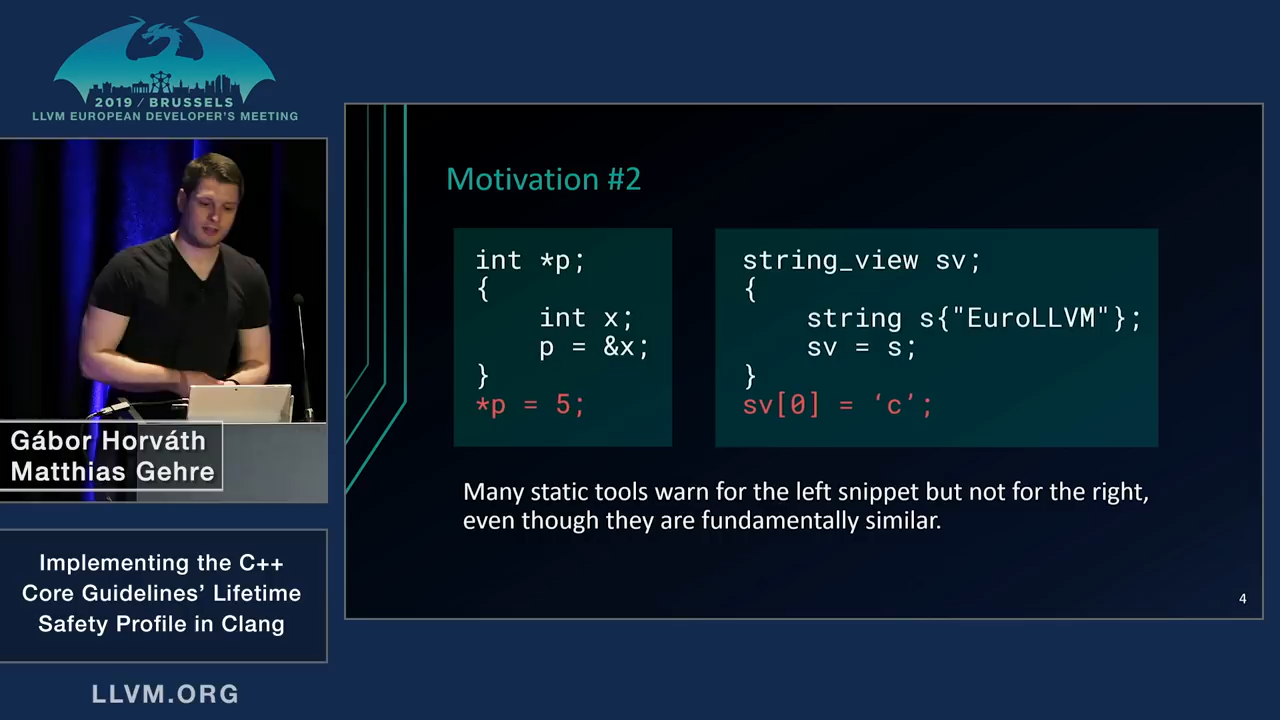 2019 / BRUSSELS
LLVM EUROPEAN DEVELOPER'S MEETING
Gábor Horváth
Matthias Gehre
Implementing the C++
Core Guidelines' Lifetime
Safety Profile in Clang
LLVM.ORG
Motivation #2
int *p;
{
    int x;
    p = &x;
}
*p = 5;
string_view sv;
{
    string s{"EuroLLVM"};
    sv = s;
}
sv[0] = ‘c’;
Many static tools warn for the left snippet but not for the right,
even though they are fundamentally similar.
4